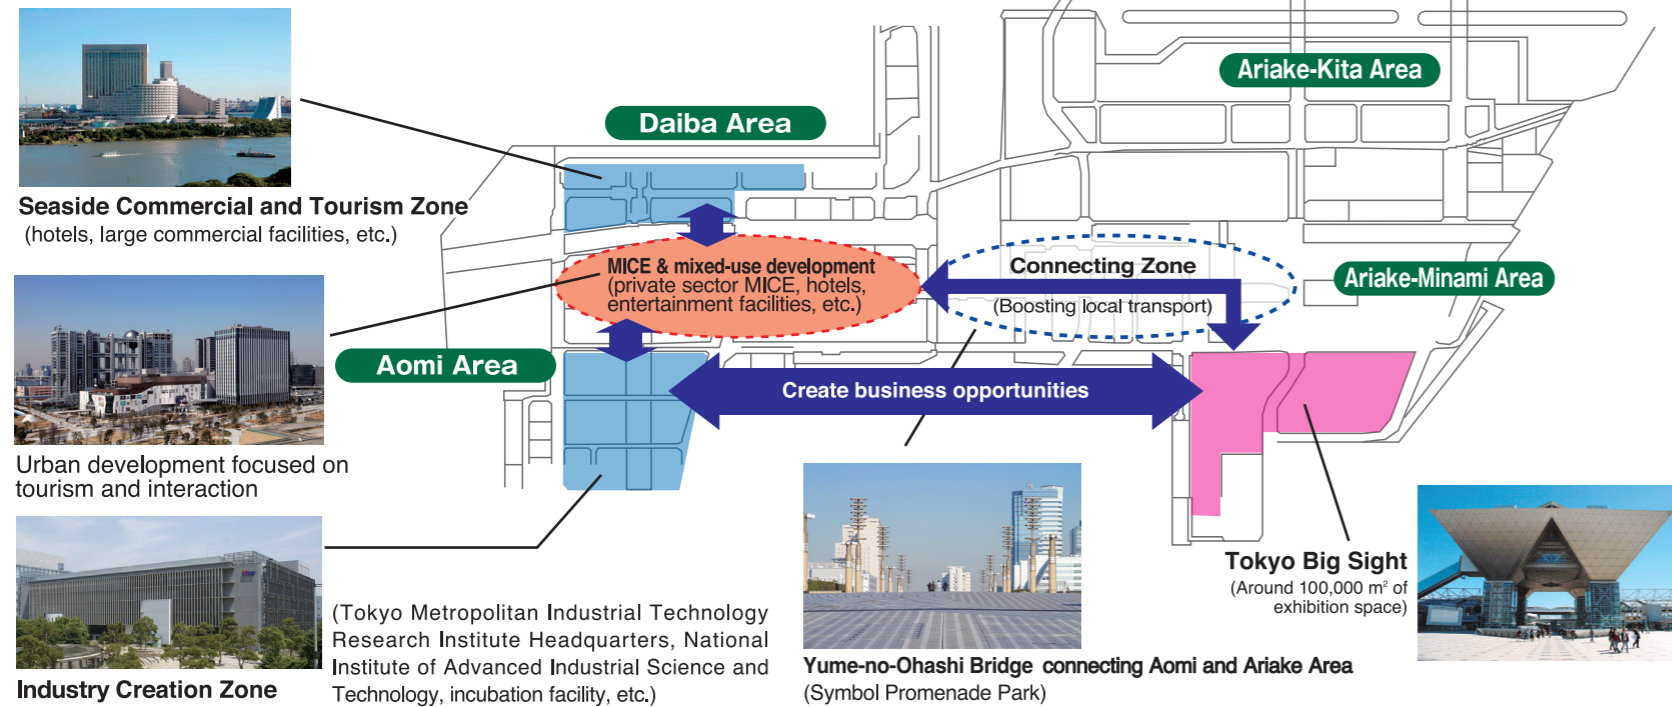 Ariake-Kita Area
Daiba Area
Seaside Commercial and Tourism Zone
(hotels, large commercial facilities, etc.)
MICE & mixed-use development
(private sector MICE, hotels,
entertainment facilities, etc.)
Connecting Zone
(Boosting local transport)
Ariake-Minami Area
Aomi Area
Create business opportunities
Urban development focused on
tourism and interaction
Tokyo Big Sight
(Around 100,000 m² of
exhibition space)
Industry Creation Zone
(Tokyo Metropolitan Industrial Technology
Research Institute Headquarters, National
Institute of Advanced Industrial Science and
Technology, incubation facility, etc.)
Yume-no-Ohashi Bridge connecting Aomi and Ariake Area
(Symbol Promenade Park)